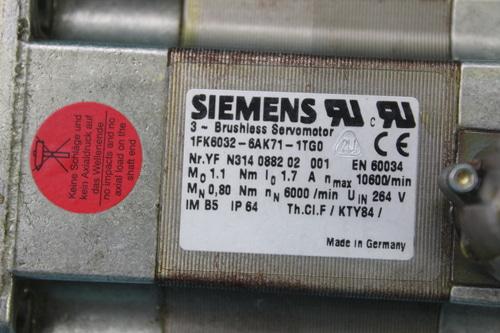 SIEMENS
3 ~ Brushless Servomotor
1FK6032-6AK71-1TG0
Nr.YF N314 0882 02 001 EN 60034
Mo 1.1 Nm Io 1.7 A nmax 10600/min
MN 0,80 Nm nN 6000 /min UIN 264 V
IM B5 IP 64 Th.Cl.F / KTY84 /
Made in Germany
Keine Schläge und
kein Axialdruck auf
das Wellenende
no impacts and no
axial load on the
shaft end